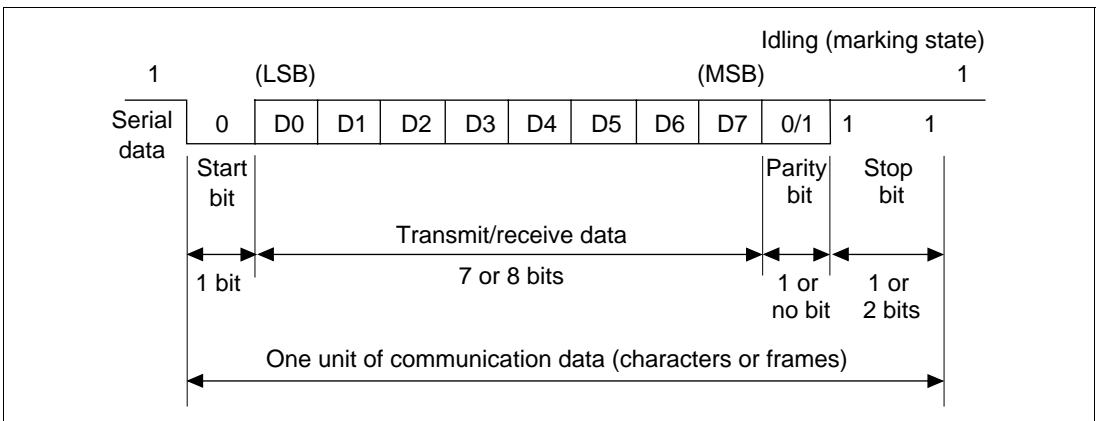 Idling (marking state)
1 (LSB) (MSB) 1
Serial data 0 D0 D1 D2 D3 D4 D5 D6 D7 0/1 1 1
Start bit
Parity bit
Stop bit
Transmit/receive data
1 bit
7 or 8 bits
1 or no bit
1 or 2 bits
One unit of communication data (characters or frames)